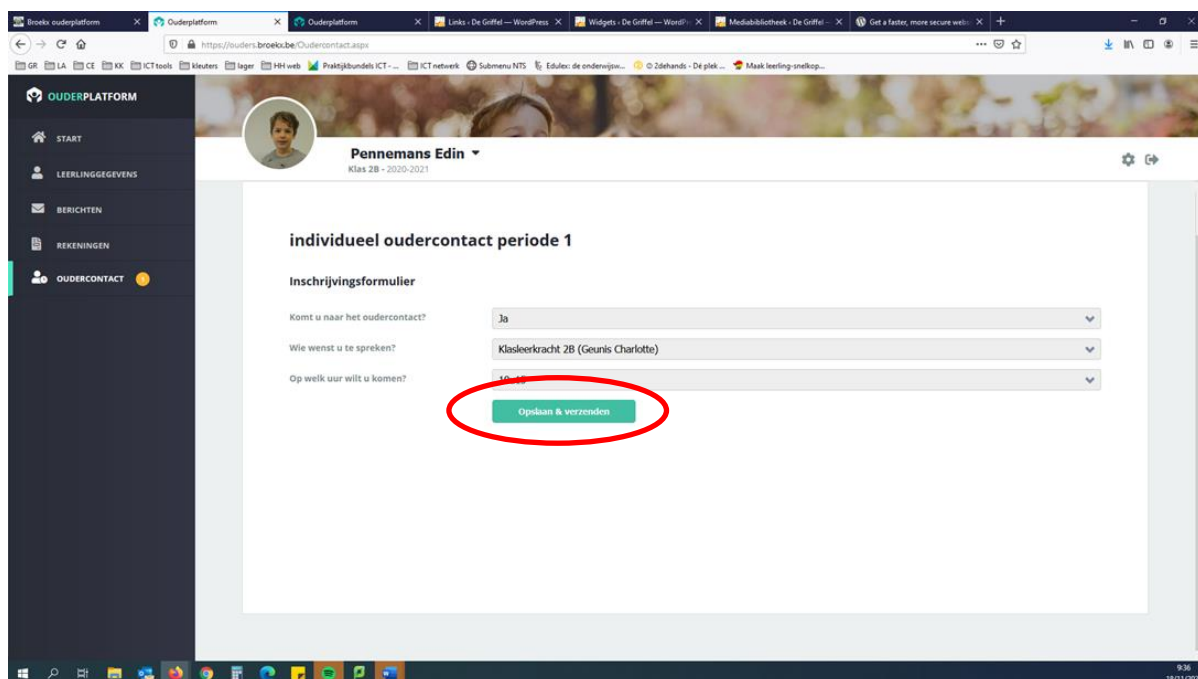 Broekx ouderplatform
Ouderplatform
Ouderplatform
Links - De Griffel — WordPress
Widgets - De Griffel — WordPr
Mediabibliotheek - De Griffel -
Get a faster, more secure web
https://ouders.broekx.be/Oudercontact.aspx
GR LA CE KK ICT tools kleuters lager HH web Praktijkbundels ICT - ... ICT netwerk Submenu NTS Edulex: de onderwijsw... 2dehands - Dé plek ... Maak leerling-snelkop...
OUDERPLATFORM
START
LEERLINGGEGEVENS
BERICHTEN
REKENINGEN
OUDERCONTACT
Pennemans Edin
Klas 2B - 2020-2021
individueel oudercontact periode 1
Inschrijvingsformulier
Komt u naar het oudercontact?
Ja
Wie wenst u te spreken?
Klasleerkracht 2B (Geunis Charlotte)
Op welk uur wilt u komen?
Opslaan & verzenden
9:36